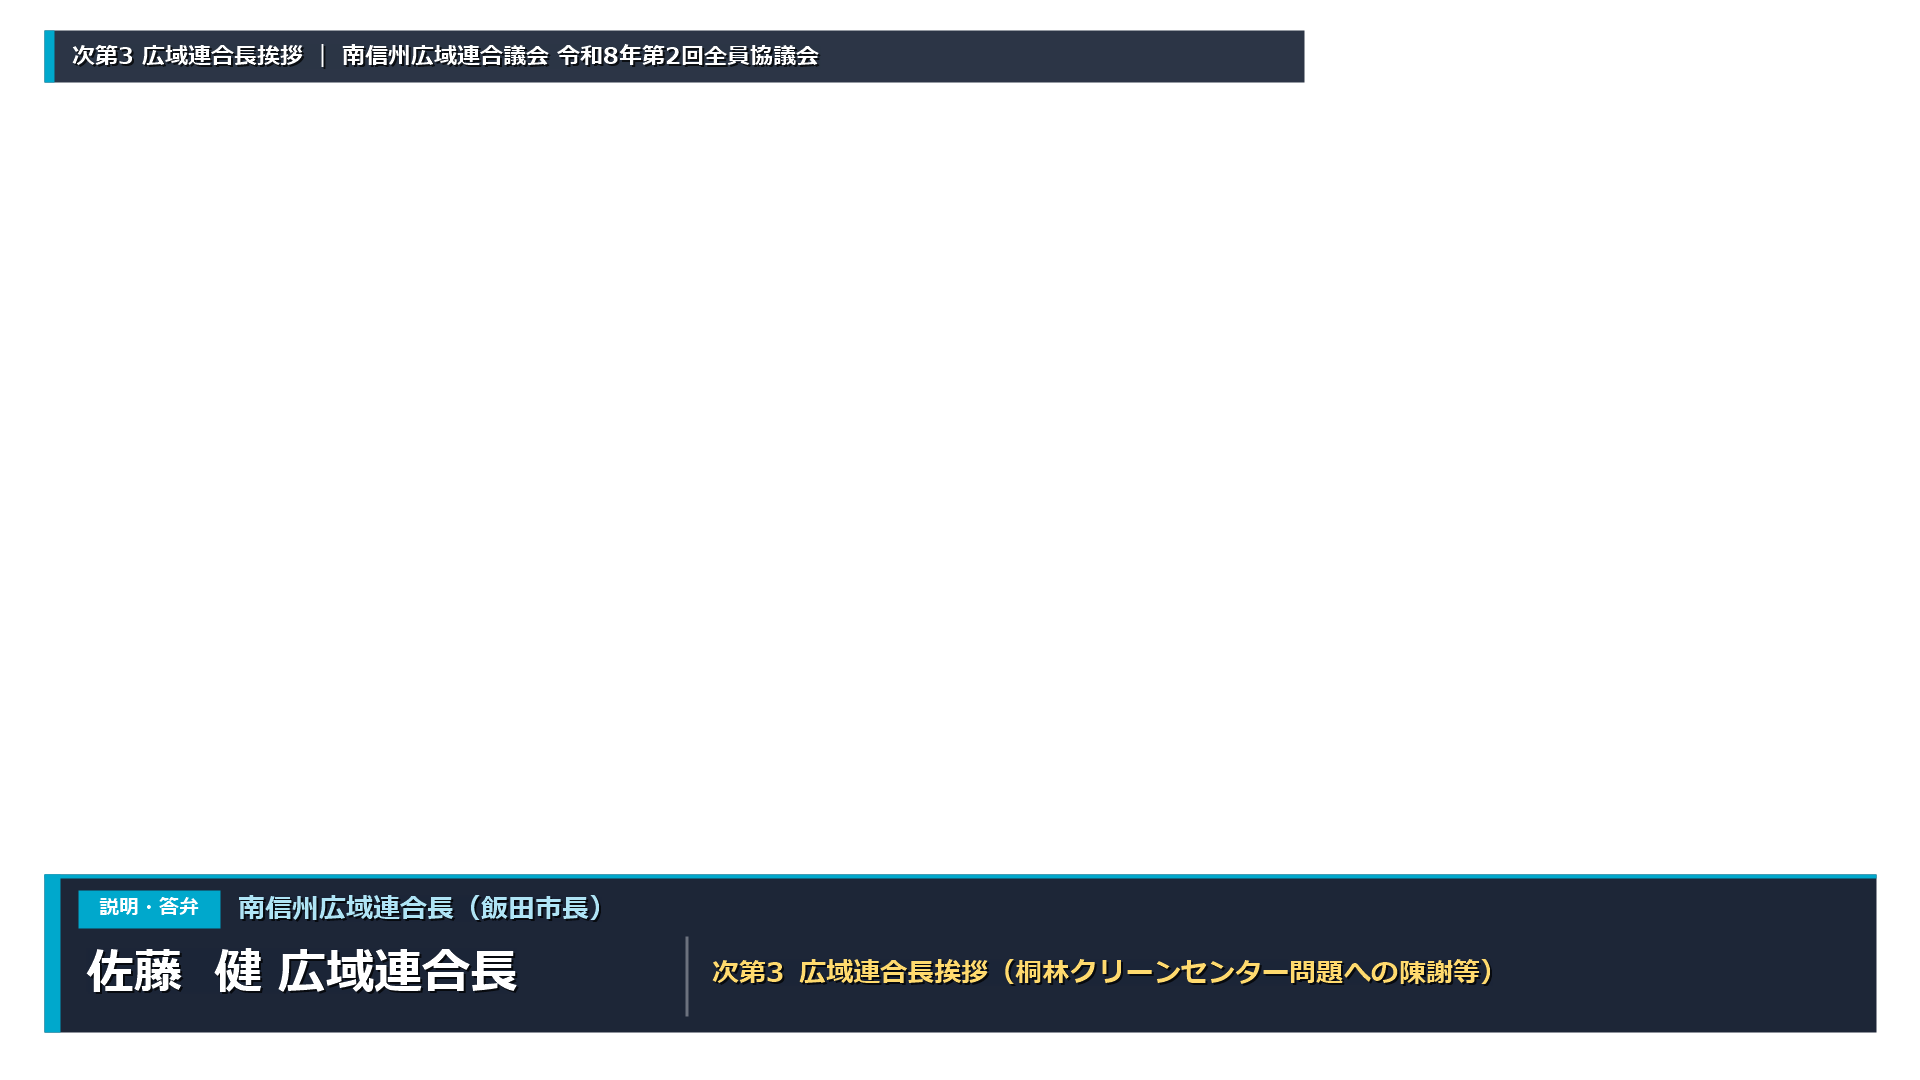 次第3 広域連合長挨拶 ｜ 南信州広域連合議会 令和8年第2回全員協議会
説明・答弁 南信州広域連合長（飯田市長）
佐藤　健 広域連合長
次第3 広域連合長挨拶（桐林クリーンセンター問題への陳謝等）